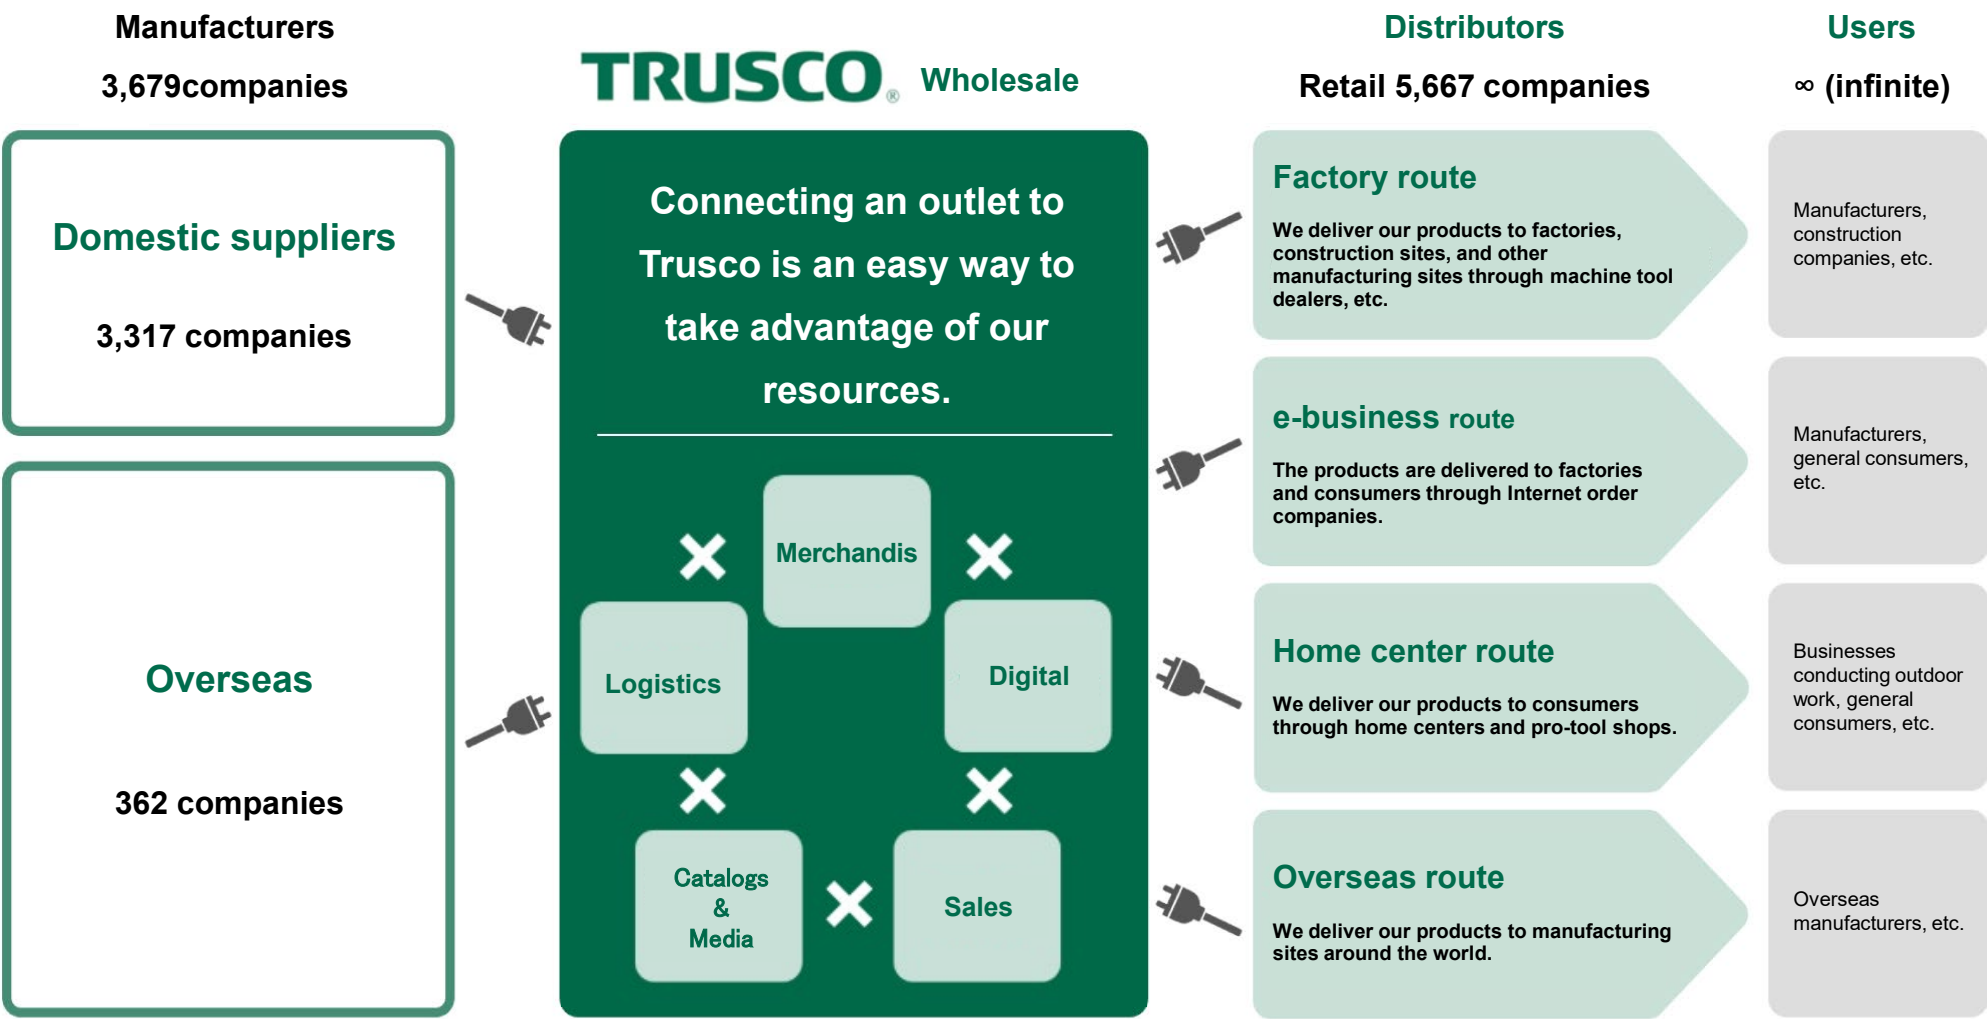 Manufacturers
3,679companies
Domestic suppliers
3,317 companies
Overseas
362 companies
TRUSCO® Wholesale
Connecting an outlet to
Trusco is an easy way to
take advantage of our
resources.
Merchandis
Logistics
Digital
Catalogs
&
Media
Sales
Distributors
Retail 5,667 companies
Factory route
We deliver our products to factories,
construction sites, and other
manufacturing sites through machine tool
dealers, etc.
e-business route
The products are delivered to factories
and consumers through Internet order
companies.
Home center route
We deliver our products to consumers
through home centers and pro-tool shops.
Overseas route
We deliver our products to manufacturing
sites around the world.
Users
∞ (infinite)
Manufacturers,
construction
companies, etc.
Manufacturers,
general consumers,
etc.
Businesses
conducting outdoor
work, general
consumers, etc.
Overseas
manufacturers, etc.